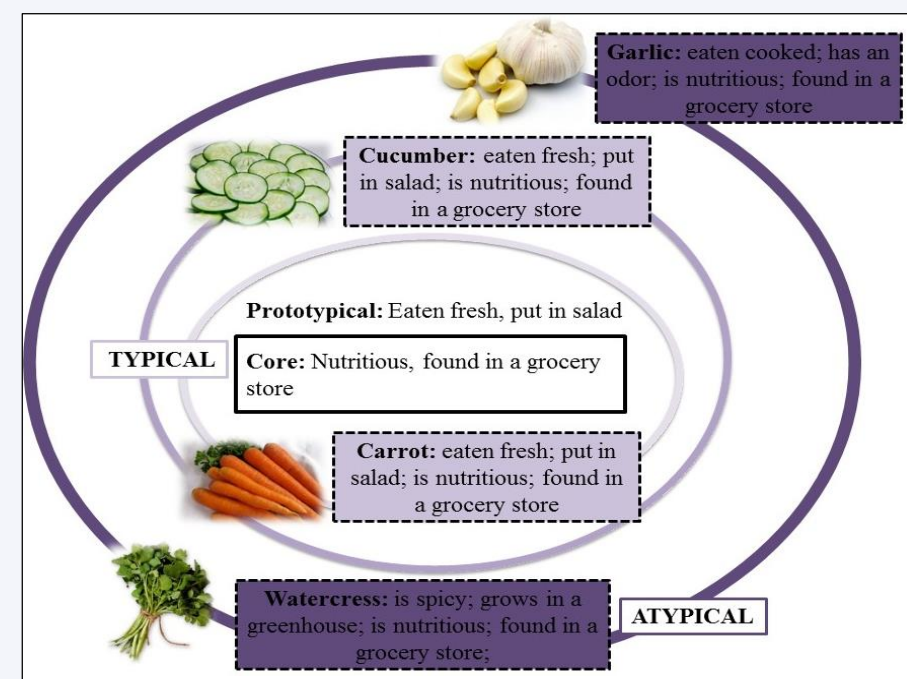 Garlic: eaten cooked; has an
odor; is nutritious; found in a
grocery store
Cucumber: eaten fresh; put
in salad; is nutritious; found
in a grocery store
Prototypical: Eaten fresh, put in salad
TYPICAL
Core: Nutritious, found in a grocery
store
Carrot: eaten fresh; put in
salad; is nutritious; found in
a grocery store
Watercress: is spicy; grows in a
greenhouse; is nutritious; found in a
grocery store;
ATYPICAL